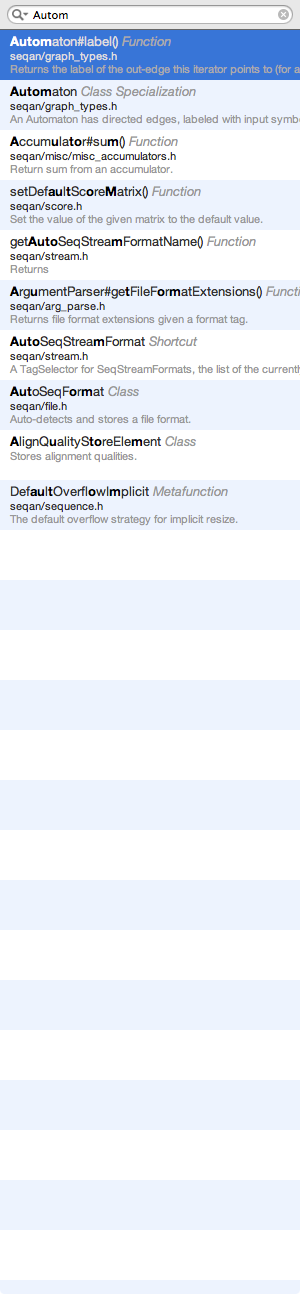 Autom
Automaton#label() Function
seqan/graph_types.h
Returns the label of the out-edge this iterator points to (for a
Automaton Class Specialization
seqan/graph_types.h
An Automaton has directed edges, labeled with input symbo
Accumulator#sum() Function
seqan/misc/misc_accumulators.h
Return sum from an accumulator.
setDefaultScoreMatrix() Function
seqan/score.h
Set the value of the given matrix to the default value.
getAutoSeqStreamFormatName() Function
seqan/stream.h
Returns
ArgumentParser#getFileFormatExtensions() Functi
seqan/arg_parse.h
Returns file format extensions given a format tag.
AutoSeqStreamFormat Shortcut
seqan/stream.h
A TagSelector for SeqStreamFormats, the list of the current
AutoSeqFormat Class
seqan/file.h
Auto-detects and stores a file format.
AlignQualityStoreElement Class
Stores alignment qualities.
DefaultOverflowImplicit Metafunction
seqan/sequence.h
The default overflow strategy for implicit resize.